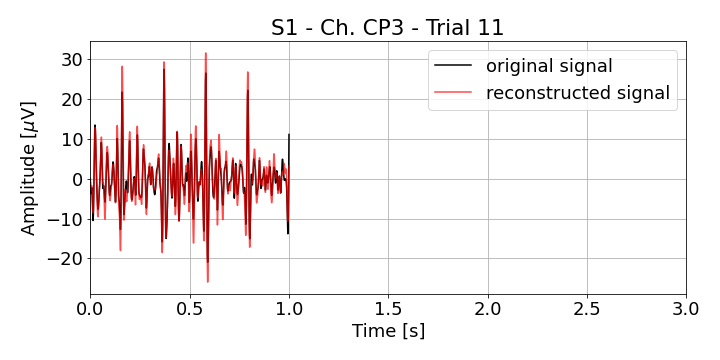 S1 - Ch. CP3 - Trial 11
Amplitude [μV]
30
20
10
0
−10
−20
original signal
reconstructed signal
0.0 0.5 1.0 1.5 2.0 2.5 3.0
Time [s]